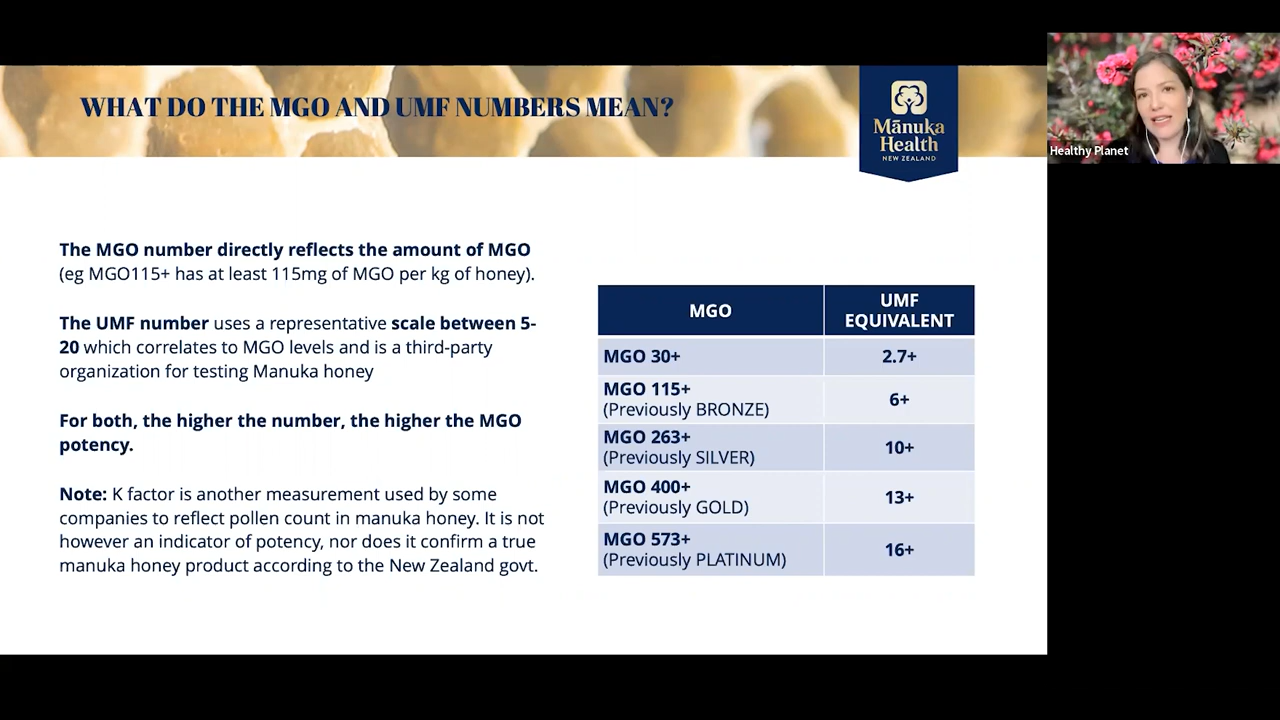 WHAT DO THE MGO AND UMF NUMBERS MEAN?
Mānuka
Health
NEW ZEALAND
Healthy Planet
The MGO number directly reflects the amount of MGO
(eg MGO115+ has at least 115mg of MGO per kg of honey).
The UMF number uses a representative scale between 5-
20 which correlates to MGO levels and is a third-party
organization for testing Manuka honey
For both, the higher the number, the higher the MGO
potency.
Note: K factor is another measurement used by some
companies to reflect pollen count in manuka honey. It is not
however an indicator of potency, nor does it confirm a true
manuka honey product according to the New Zealand govt.
MGO
UMF
EQUIVALENT
MGO 30+
2.7+
MGO 115+
(Previously BRONZE)
6+
MGO 263+
(Previously SILVER)
10+
MGO 400+
(Previously GOLD)
13+
MGO 573+
(Previously PLATINUM)
16+